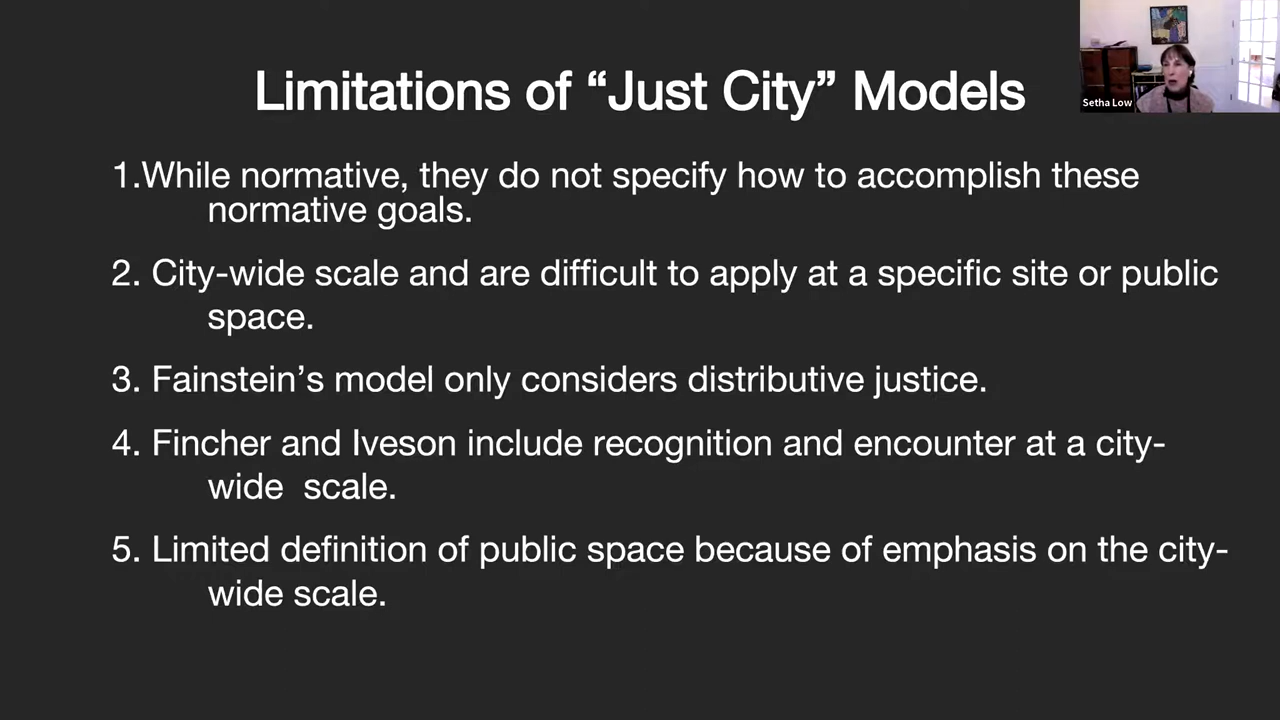 Limitations of “Just City” Models
Setha Low
1.While normative, they do not specify how to accomplish these
normative goals.
2. City-wide scale and are difficult to apply at a specific site or public
space.
3. Fainstein’s model only considers distributive justice.
4. Fincher and Iveson include recognition and encounter at a city-
wide scale.
5. Limited definition of public space because of emphasis on the city-
wide scale.